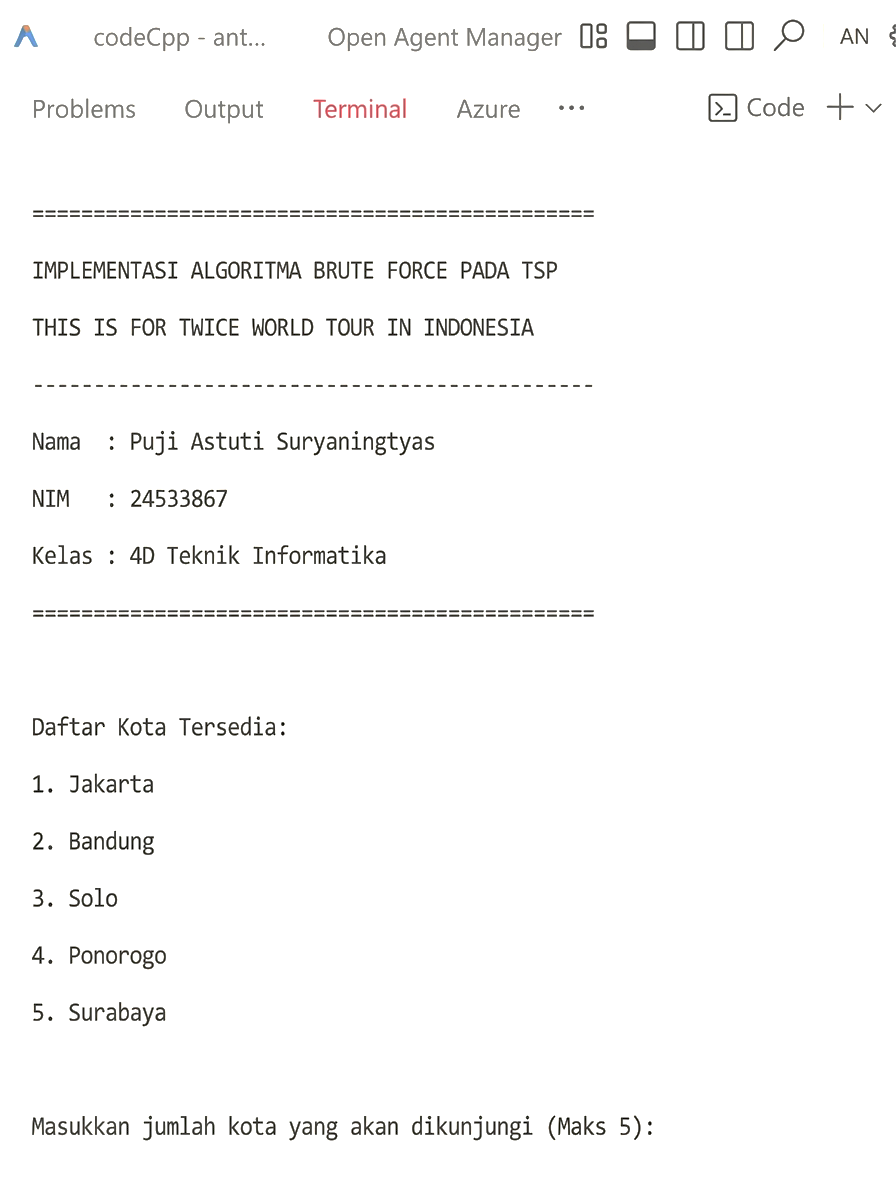 codeCpp - ant... Open Agent Manager AN
Problems Output Terminal Azure ... Code
==============================================
IMPLEMENTASI ALGORITMA BRUTE FORCE PADA TSP
THIS IS FOR TWICE WORLD TOUR IN INDONESIA
----------------------------------------------
Nama  : Puji Astuti Suryaningtyas
NIM   : 24533867
Kelas : 4D Teknik Informatika
==============================================
Daftar Kota Tersedia:
1. Jakarta
2. Bandung
3. Solo
4. Ponorogo
5. Surabaya
Masukkan jumlah kota yang akan dikunjungi (Maks 5):